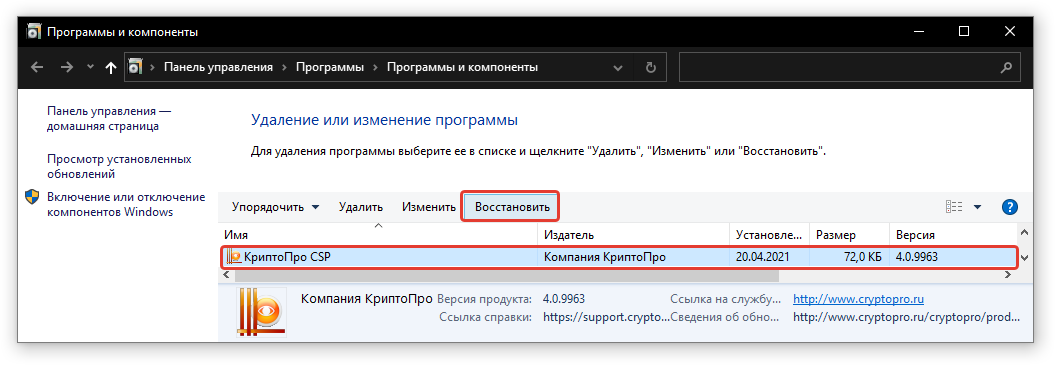 Программы и компоненты
Панель управления Программы Программы и компоненты
Панель управления —
домашняя страница
Просмотр установленных
обновлений
Включение или отключение
компонентов Windows
Удаление или изменение программы
Для удаления программы выберите ее в списке и щелкните "Удалить", "Изменить" или "Восстановить".
Упорядочить Удалить Изменить Восстановить
Имя Издатель Установле... Размер Версия
КриптоПро CSP Компания КриптоПро 20.04.2021 72,0 КБ 4.0.9963
Компания КриптоПро Версия продукта: 4.0.9963 Ссылка на службу... http://www.cryptopro.ru
Ссылка справки: https://support.crypto... Сведения об обно... http://www.cryptopro.ru/cryptopro/prod...